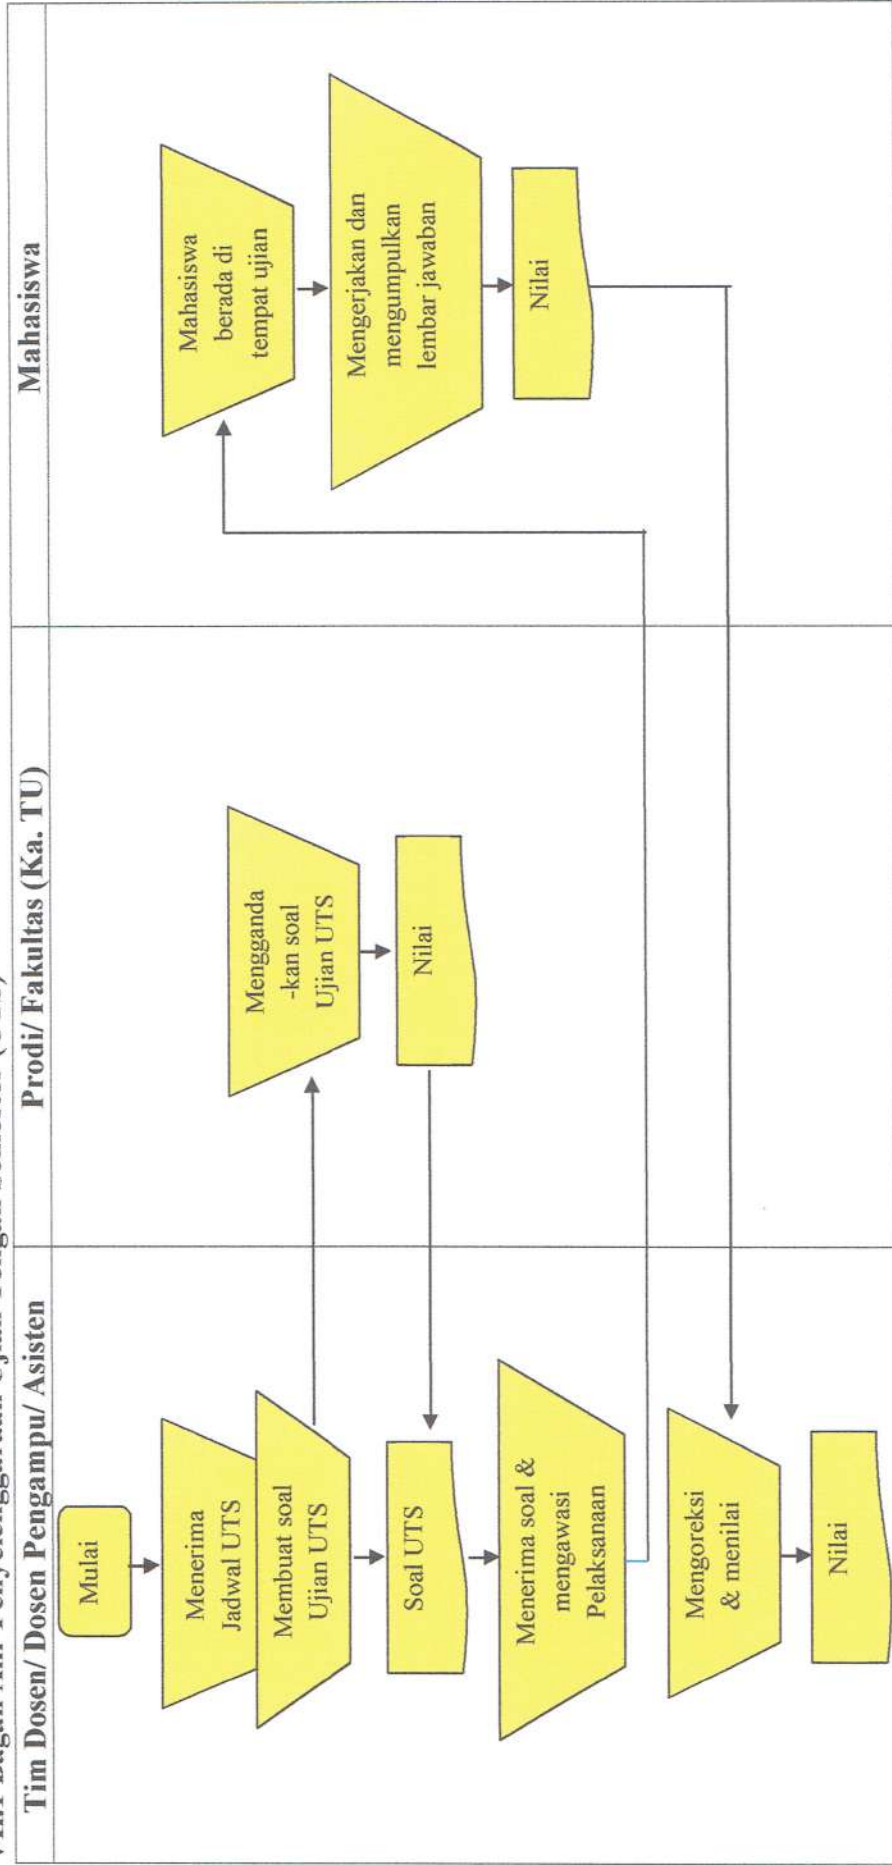 Tim Dosen/ Dosen Pengampu/ Asisten
Prodi/ Fakultas (Ka. TU)
Mahasiswa
Mulai
Menerima
Jadwal UTS
Membuat soal
Ujian UTS
Soal UTS
Menerima soal &
mengawasi
Pelaksanaan
Mengoreksi
& menilai
Nilai
Mengganda
-kan soal
Ujian UTS
Nilai
Mahasiswa
berada di
tempat ujian
Mengerjakan dan
mengumpulkan
lembar jawaban
Nilai